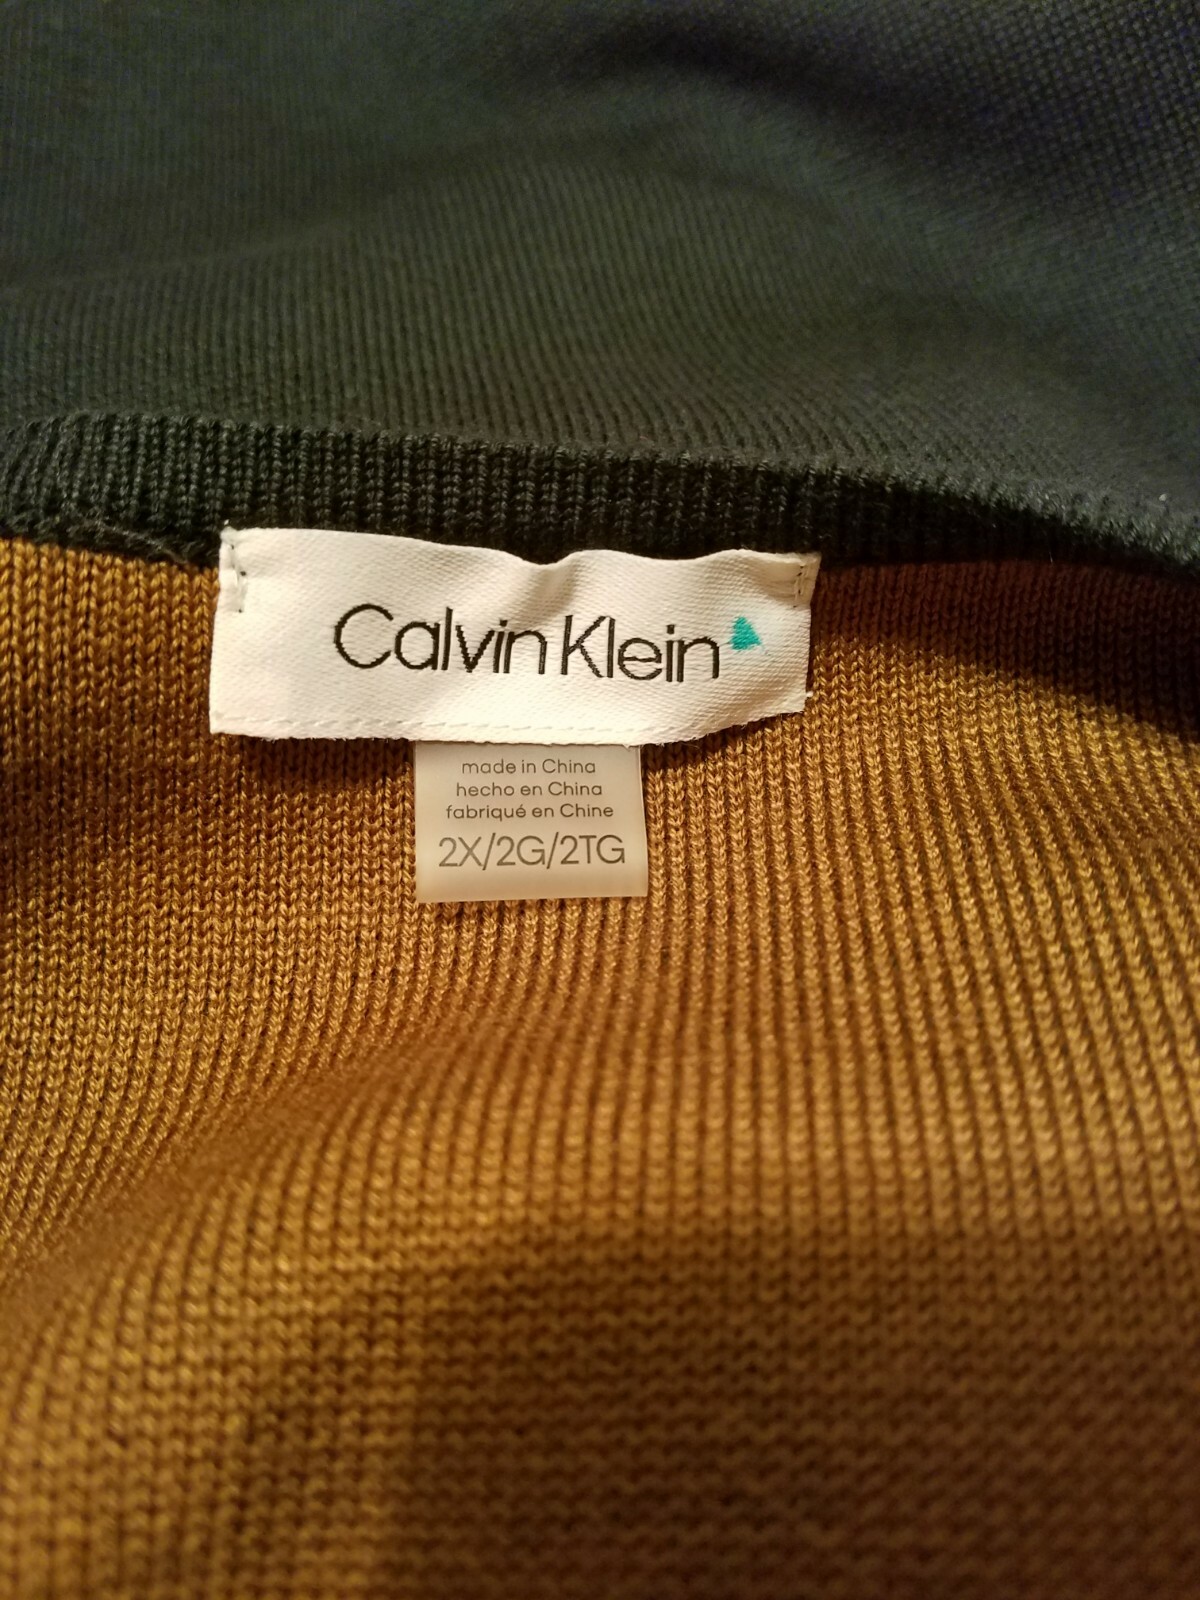 Calvin Klein
made in China
hecho en China
fabriqué en Chine
2X/2G/2TG